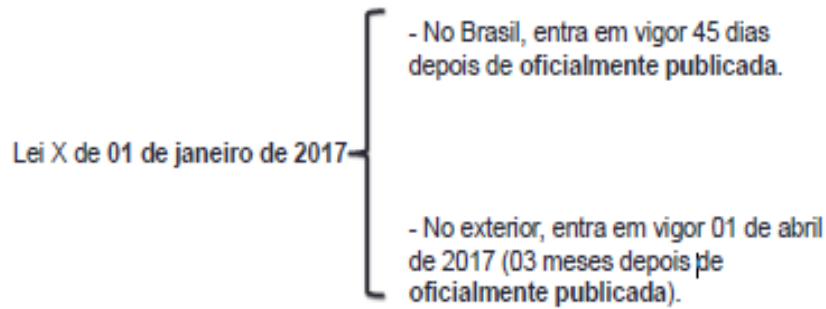 - No Brasil, entra em vigor 45 dias
depois de oficialmente publicada.
Lei X de 01 de janeiro de 2017
- No exterior, entra em vigor 01 de abril
de 2017 (03 meses depois de
oficialmente publicada).